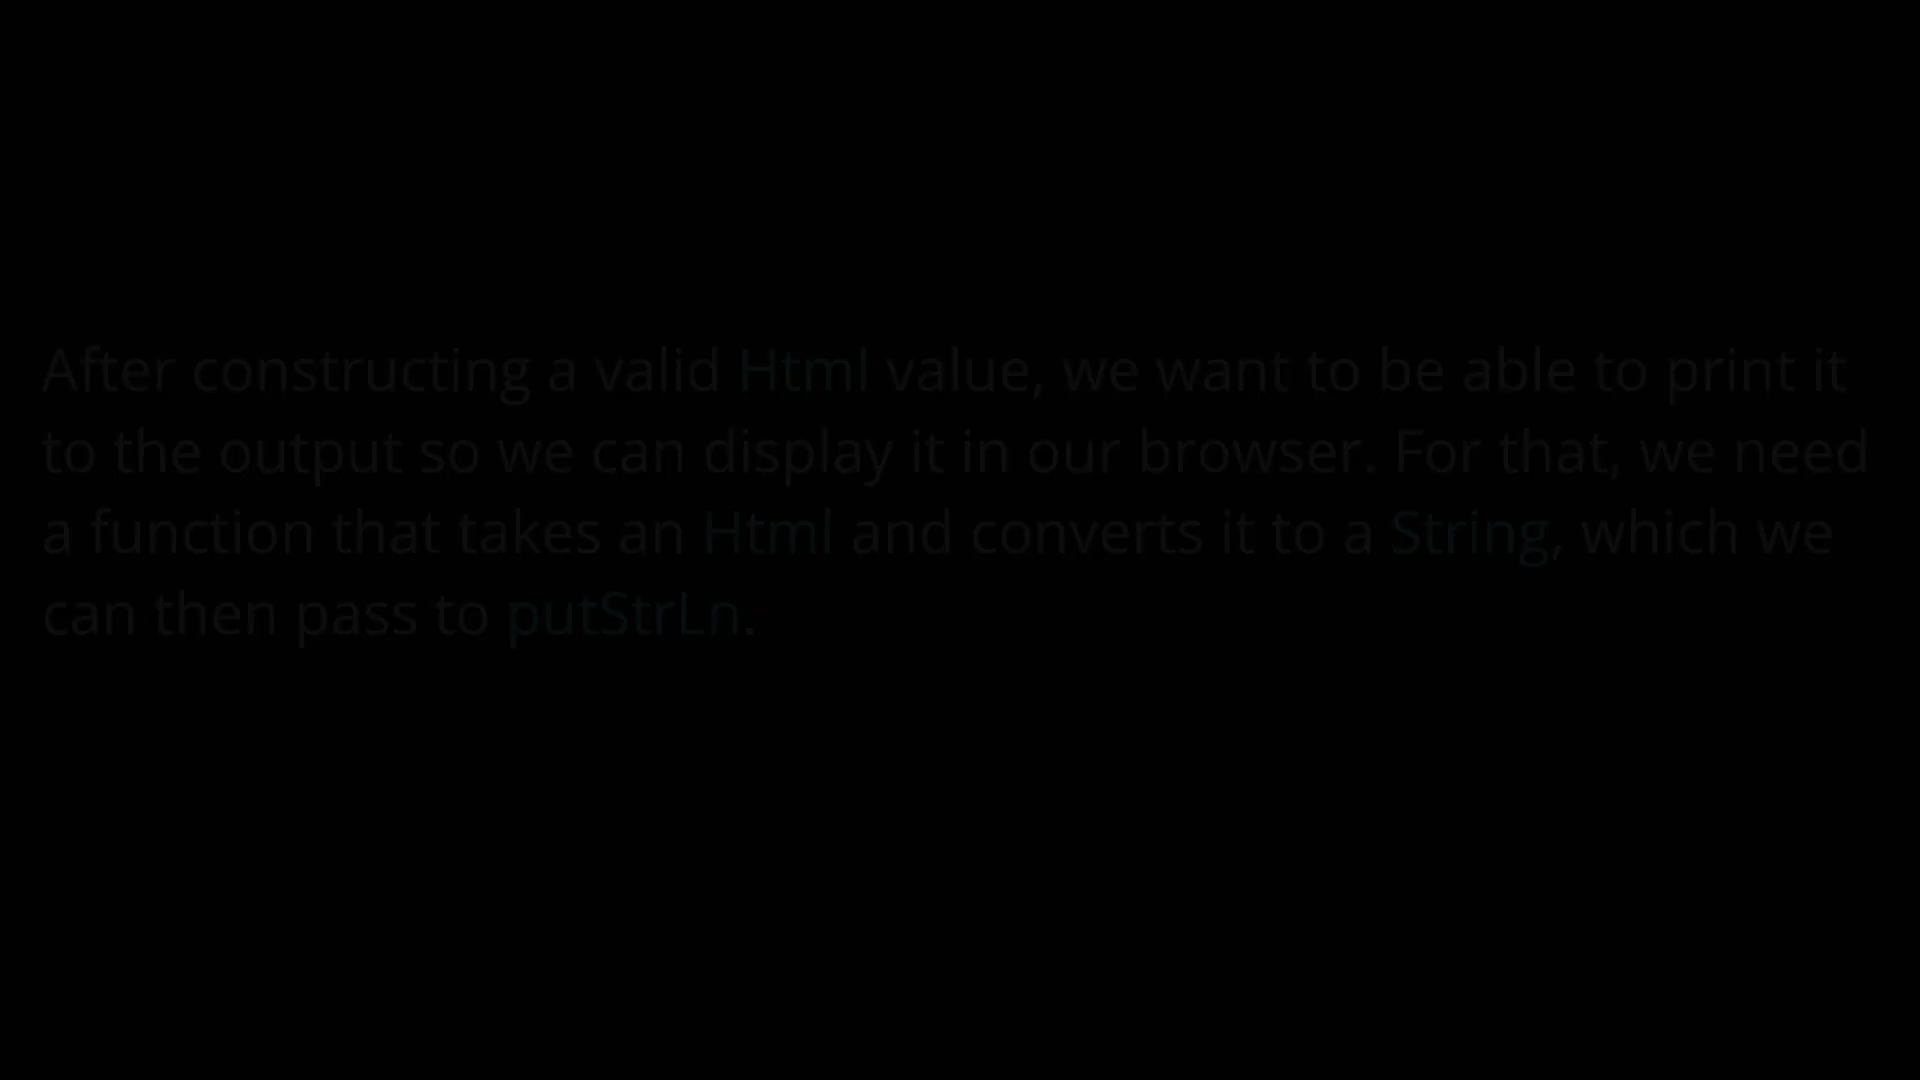 After constructing a valid Html value, we want to be able to print it
to the output so we can display it in our browser. For that, we need
a function that takes an Html and converts it to a String, which we
can then pass to putStrLn.